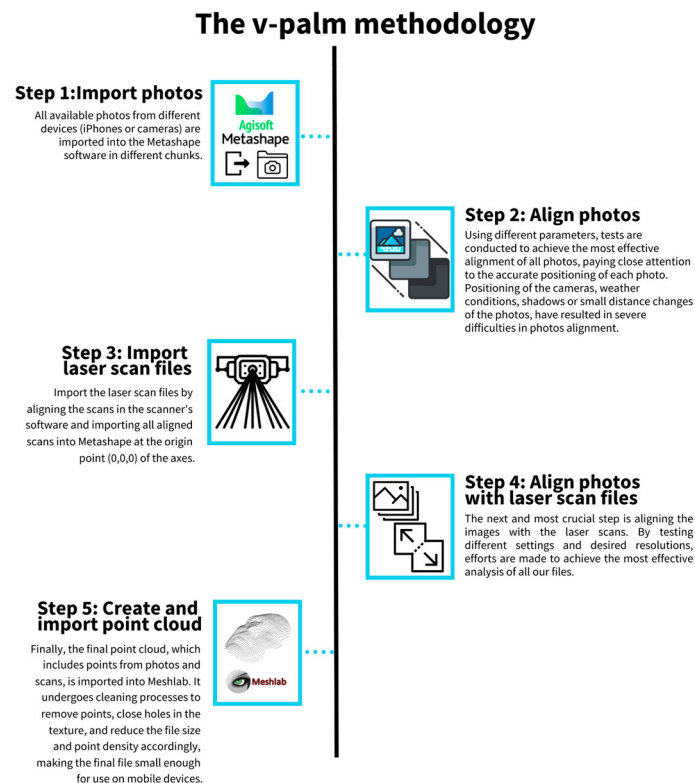 The v-palm methodology
Step 1:Import photos
All available photos from different
devices (iPhones or cameras) are
imported into the Metashape
software in different chunks.
Agisoft
Metashape
Step 2: Align photos
Using different parameters, tests are
conducted to achieve the most effective
alignment of all photos, paying close attention
to the accurate positioning of each photo.
Positioning of the cameras, weather
conditions, shadows or small distance changes
of the photos, have resulted in severe
difficulties in photos alignment.
Step 3: Import
laser scan files
Import the laser scan files by
aligning the scans in the scanner's
software and importing all aligned
scans into Metashape at the origin
point (0,0,0) of the axes.
Step 4: Align photos
with laser scan files
The next and most crucial step is aligning the
images with the laser scans. By testing
different settings and desired resolutions,
efforts are made to achieve the most effective
analysis of all our files.
Step 5: Create and
import point cloud
Finally, the final point cloud, which
includes points from photos and
scans, is imported into Meshlab. It
undergoes cleaning processes to
remove points, close holes in the
texture, and reduce the file size
and point density accordingly,
making the final file small enough
for use on mobile devices.
Meshlab